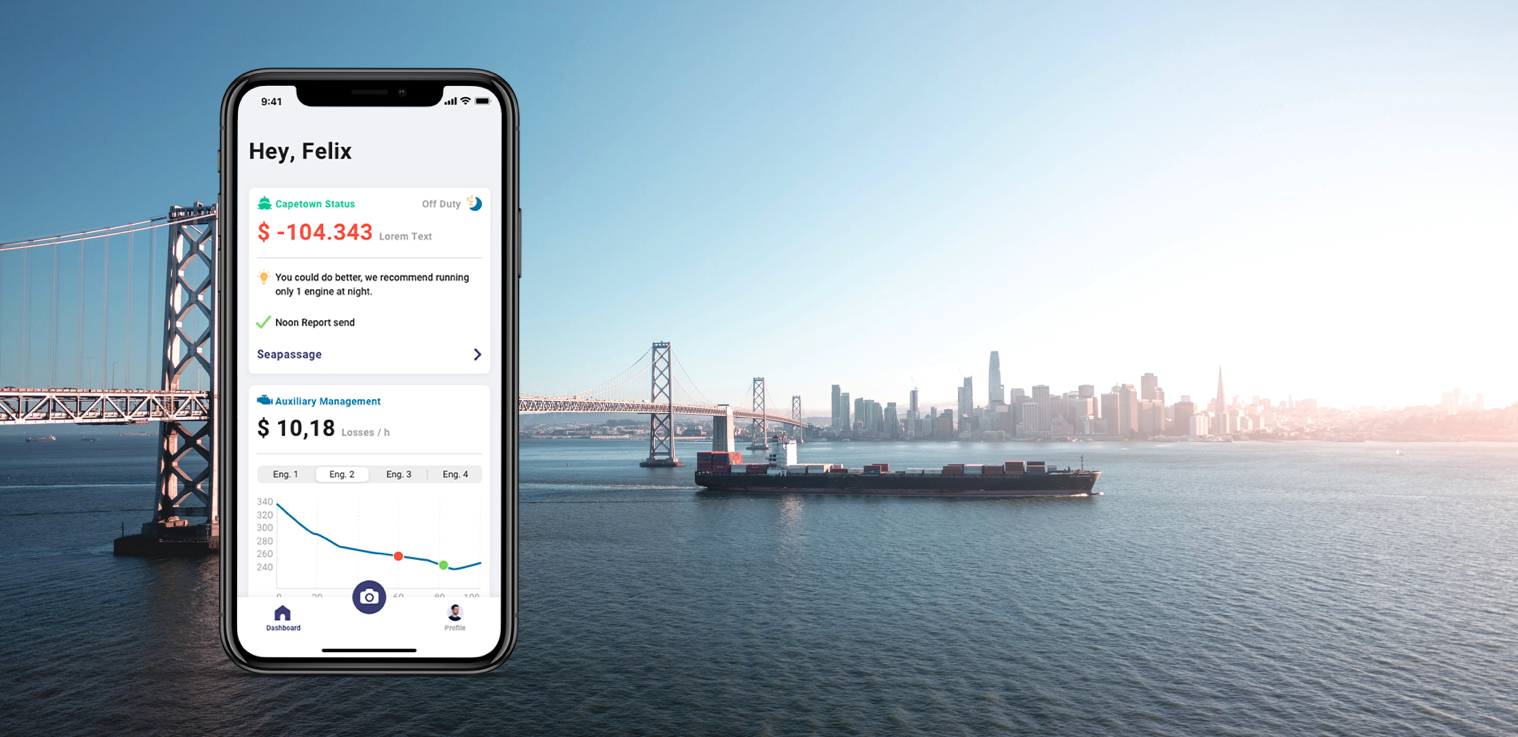 9:41
Hey, Felix
Capetown Status
Off Duty
$ -104.343 Lorem Text
You could do better, we recommend running
only 1 engine at night.
Noon Report send
Seapassage
Auxiliary Management
$ 10,18 Losses / h
Eng. 1 Eng. 2 Eng. 3 Eng. 4
340
320
300
280
260
240
0 20 60 80 100
Dashboard
Profile